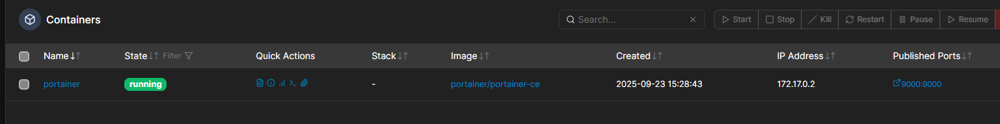 Containers
Search...
Start Stop Kill Restart Pause Resume
Name State Filter Quick Actions Stack Image Created IP Address Published Ports
portainer running - portainer/portainer-ce 2025-09-23 15:28:43 172.17.0.2 9000:9000